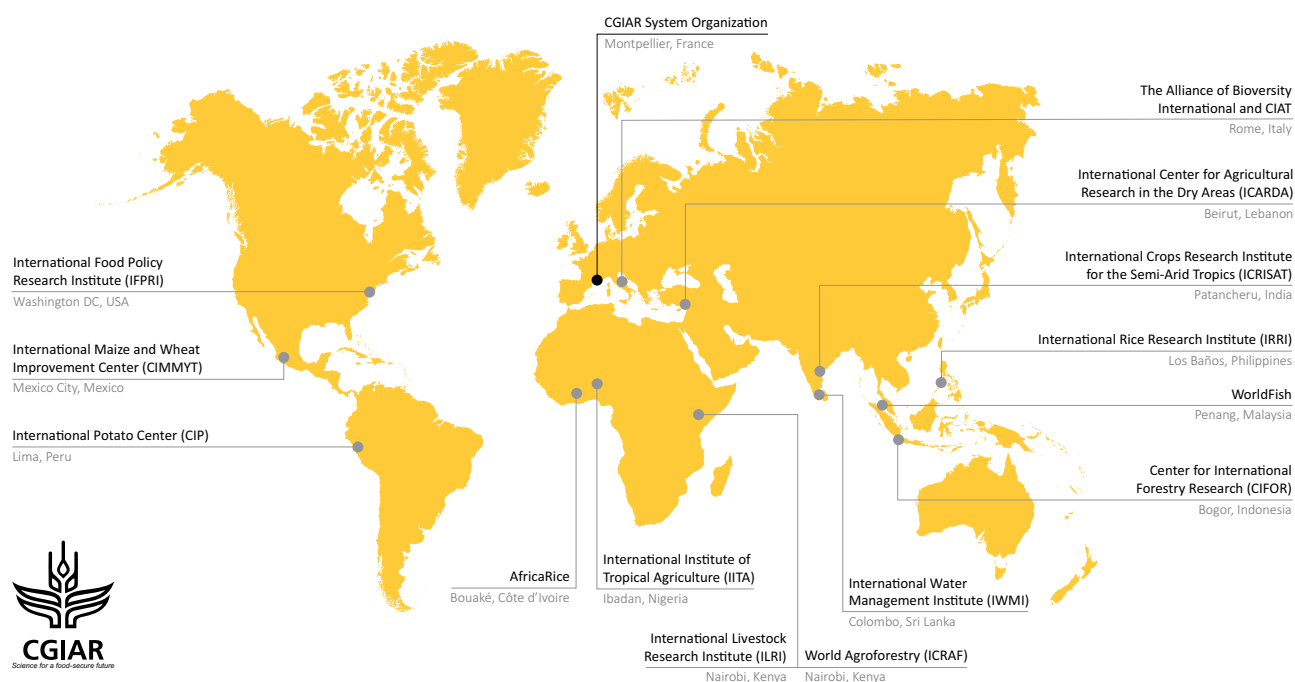 CGIAR System Organization
Montpellier, France
The Alliance of Bioversity
International and CIAT
Rome, Italy
International Center for Agricultural
Research in the Dry Areas (ICARDA)
Beirut, Lebanon
International Crops Research Institute
for the Semi-Arid Tropics (ICRISAT)
Patancheru, India
International Rice Research Institute (IRRI)
Los Baños, Philippines
WorldFish
Penang, Malaysia
Center for International
Forestry Research (CIFOR)
Bogor, Indonesia
International Food Policy
Research Institute (IFPRI)
Washington DC, USA
International Maize and Wheat
Improvement Center (CIMMYT)
Mexico City, Mexico
International Potato Center (CIP)
Lima, Peru
AfricaRice
Bouaké, Côte d’Ivoire
International Institute of
Tropical Agriculture (IITA)
Ibadan, Nigeria
International Water
Management Institute (IWMI)
Colombo, Sri Lanka
International Livestock
Research Institute (ILRI)
Nairobi, Kenya
World Agroforestry (ICRAF)
Nairobi, Kenya
CGIAR
Science for a food-secure future